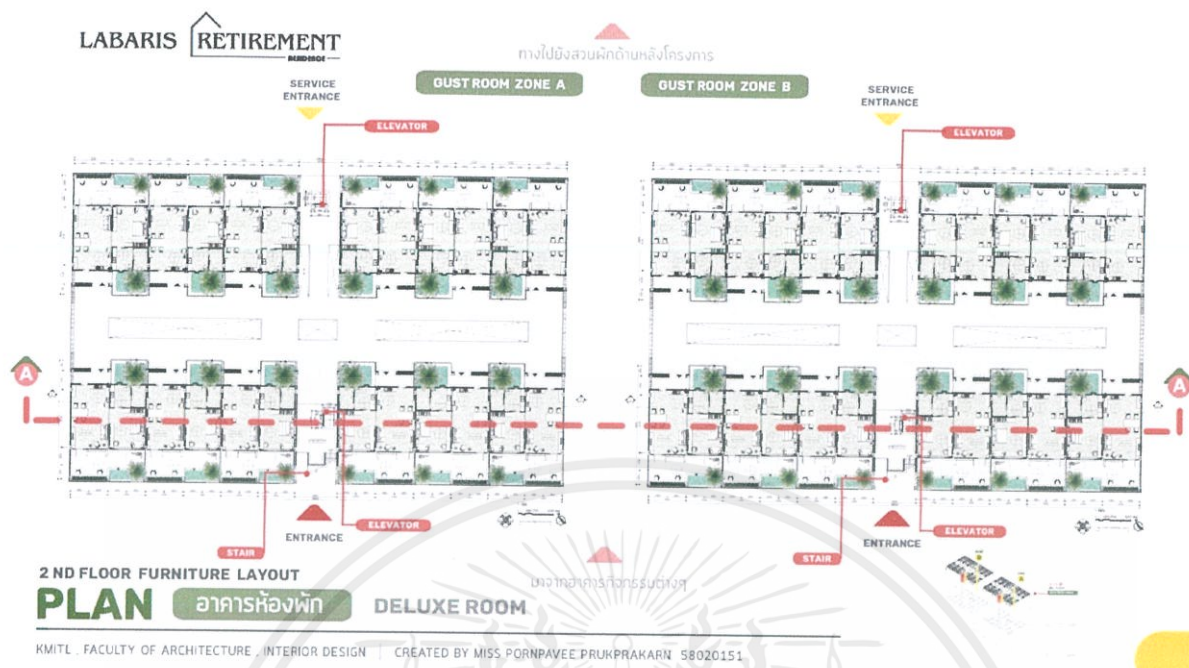 LABARIS RETIREMENT
RESIDENCE
ทางไปยังสวนผักด้านหลังโครงการ
GUST ROOM ZONE A
GUST ROOM ZONE B
SERVICE
ENTRANCE
SERVICE
ENTRANCE
ELEVATOR
ELEVATOR
A
A
ELEVATOR
ELEVATOR
ENTRANCE
ENTRANCE
STAIR
STAIR
มาจากอาคารกิจกรรมต่างๆ
2 ND FLOOR FURNITURE LAYOUT
PLAN อาคารห้องพัก DELUXE ROOM
KMITL . FACULTY OF ARCHITECTURE , INTERIOR DESIGN | CREATED BY MISS PORNPAVEE PRUKPRAKARN 58020151